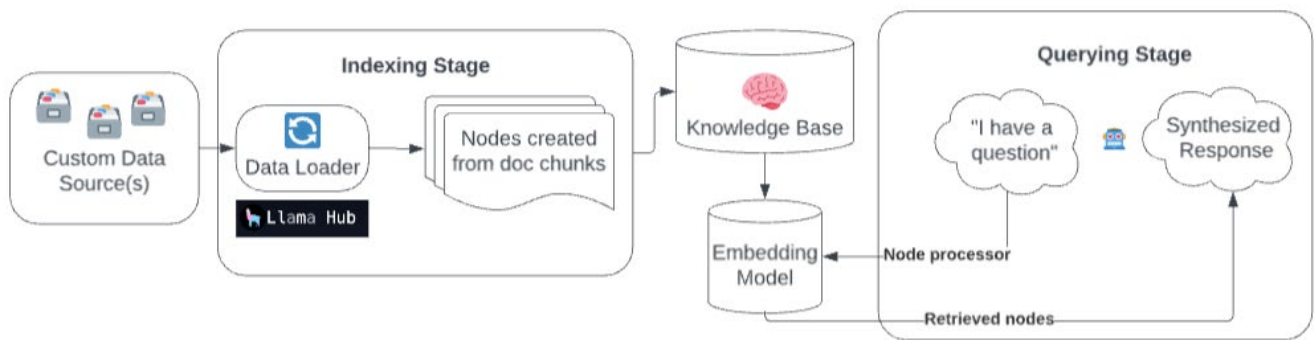 Indexing Stage
Querying Stage
Custom Data
Source(s)
Data Loader
Llama Hub
Nodes created
from doc chunks
Knowledge Base
Embedding
Model
"I have a
question"
Synthesized
Response
Node processor
Retrieved nodes